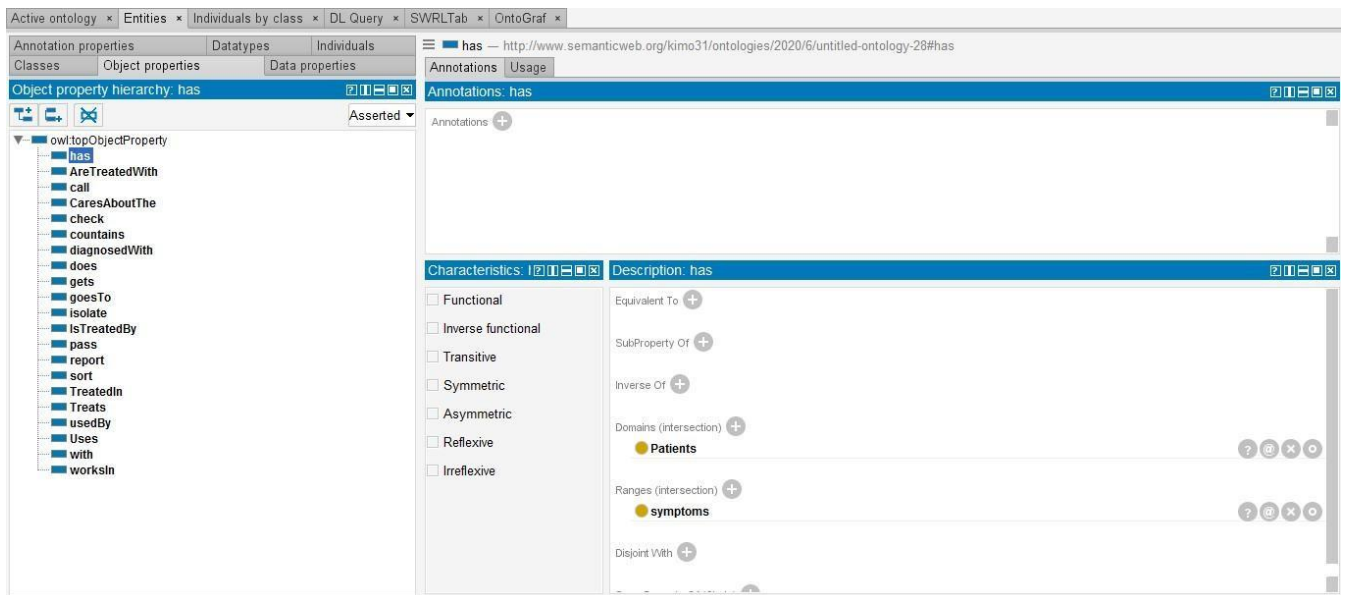 Active ontology × Entities × Individuals by class × DL Query × SWRLTab × OntoGraf ×
Annotation properties Datatypes Individuals
Classes Object properties Data properties
Object property hierarchy: has
Asserted
owl:topObjectProperty
has
AreTreatedWith
call
CaresAboutThe
check
countains
diagnosedWith
does
gets
goesTo
isolate
IsTreatedBy
pass
report
sort
TreatedIn
Treats
usedBy
Uses
with
worksIn
has — http://www.semanticweb.org/kimo31/ontologies/2020/6/untitled-ontology-28#has
Annotations Usage
Annotations: has
Annotations
Characteristics:
Functional
Inverse functional
Transitive
Symmetric
Asymmetric
Reflexive
Irreflexive
Description: has
Equivalent To
SubProperty Of
Inverse Of
Domains (intersection)
Patients
Ranges (intersection)
symptoms
Disjoint With